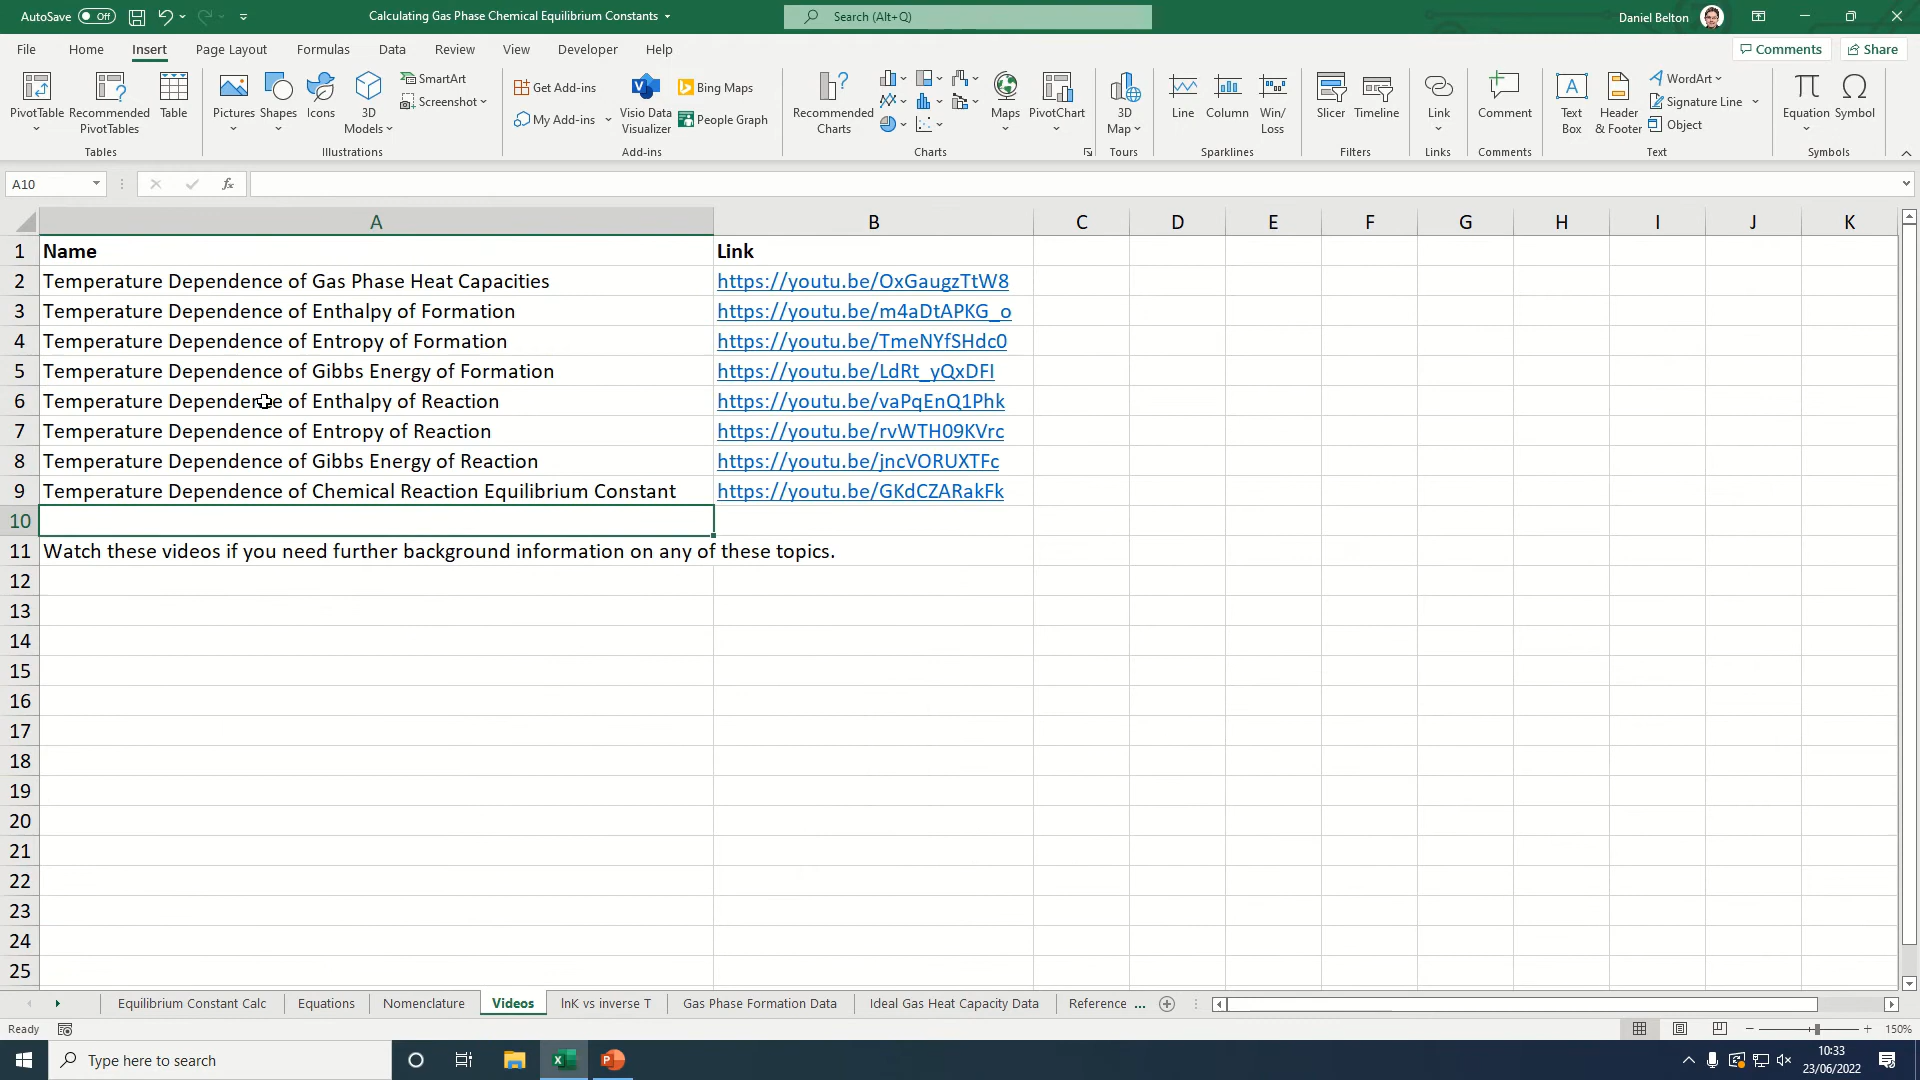 AutoSave Off
Calculating Gas Phase Chemical Equilibrium Constants
Search (Alt+Q)
Daniel Belton
File Home Insert Page Layout Formulas Data Review View Developer Help
Comments Share
PivotTable
Recommended PivotTables
Table
Tables
Pictures
Shapes
Icons
3D Models
SmartArt
Screenshot
Illustrations
Get Add-ins
My Add-ins
Visio Data Visualizer
Bing Maps
People Graph
Add-ins
Recommended Charts
Maps
PivotChart
Charts
3D Map
Tours
Line
Column
Win/Loss
Sparklines
Slicer
Timeline
Filters
Link
Links
Comment
Comments
Text Box
Header & Footer
WordArt
Signature Line
Object
Text
Equation
Symbol
Symbols
A10
fx
A B C D E F G H I J K
1 Name Link
2 Temperature Dependence of Gas Phase Heat Capacities https://youtu.be/OxGaugzTtW8
3 Temperature Dependence of Enthalpy of Formation https://youtu.be/m4aDtAPKG_o
4 Temperature Dependence of Entropy of Formation https://youtu.be/TmeNYfSHdc0
5 Temperature Dependence of Gibbs Energy of Formation https://youtu.be/LdRt_yQxDFI
6 Temperature Dependence of Enthalpy of Reaction https://youtu.be/vaPqEnQ1Phk
7 Temperature Dependence of Entropy of Reaction https://youtu.be/rvWTH09KVrc
8 Temperature Dependence of Gibbs Energy of Reaction https://youtu.be/jncVORUXTFc
9 Temperature Dependence of Chemical Reaction Equilibrium Constant https://youtu.be/GKdCZARakFk
10
11 Watch these videos if you need further background information on any of these topics.
12
13
14
15
16
17
18
19
20
21
22
23
24
25
Equilibrium Constant Calc Equations Nomenclature Videos lnK vs inverse T Gas Phase Formation Data Ideal Gas Heat Capacity Data Reference ...
Ready
150%
Type here to search
10:33
23/06/2022